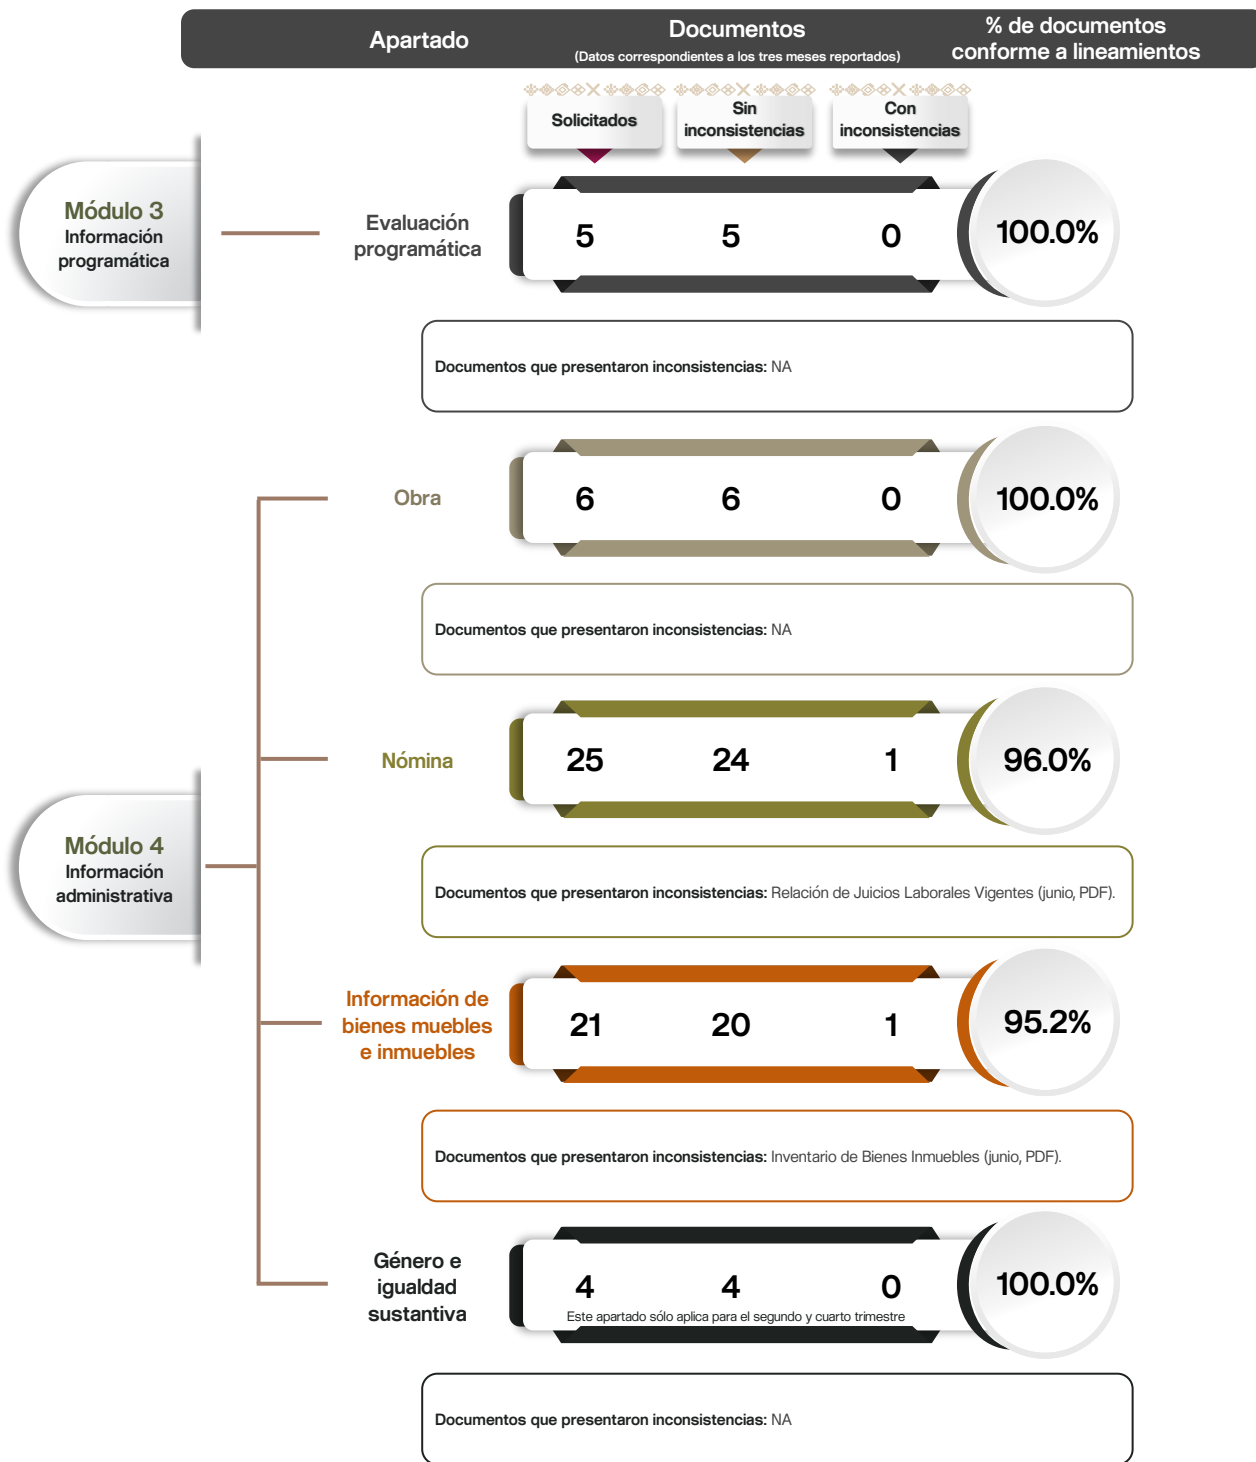 Apartado
Documentos
(Datos correspondientes a los tres meses reportados)
% de documentos
conforme a lineamientos
Solicitados
Sin
inconsistencias
Con
inconsistencias
Módulo 3
Información
programática
Evaluación
programática
5 5 0 100.0%
Documentos que presentaron inconsistencias: NA
Obra
6 6 0 100.0%
Documentos que presentaron inconsistencias: NA
Nómina
25 24 1 96.0%
Documentos que presentaron inconsistencias: Relación de Juicios Laborales Vigentes (junio, PDF).
Módulo 4
Información
administrativa
Información de
bienes muebles
e inmuebles
21 20 1 95.2%
Documentos que presentaron inconsistencias: Inventario de Bienes Inmuebles (junio, PDF).
Género e
igualdad
sustantiva
4 4 0 100.0%
Este apartado sólo aplica para el segundo y cuarto trimestre
Documentos que presentaron inconsistencias: NA